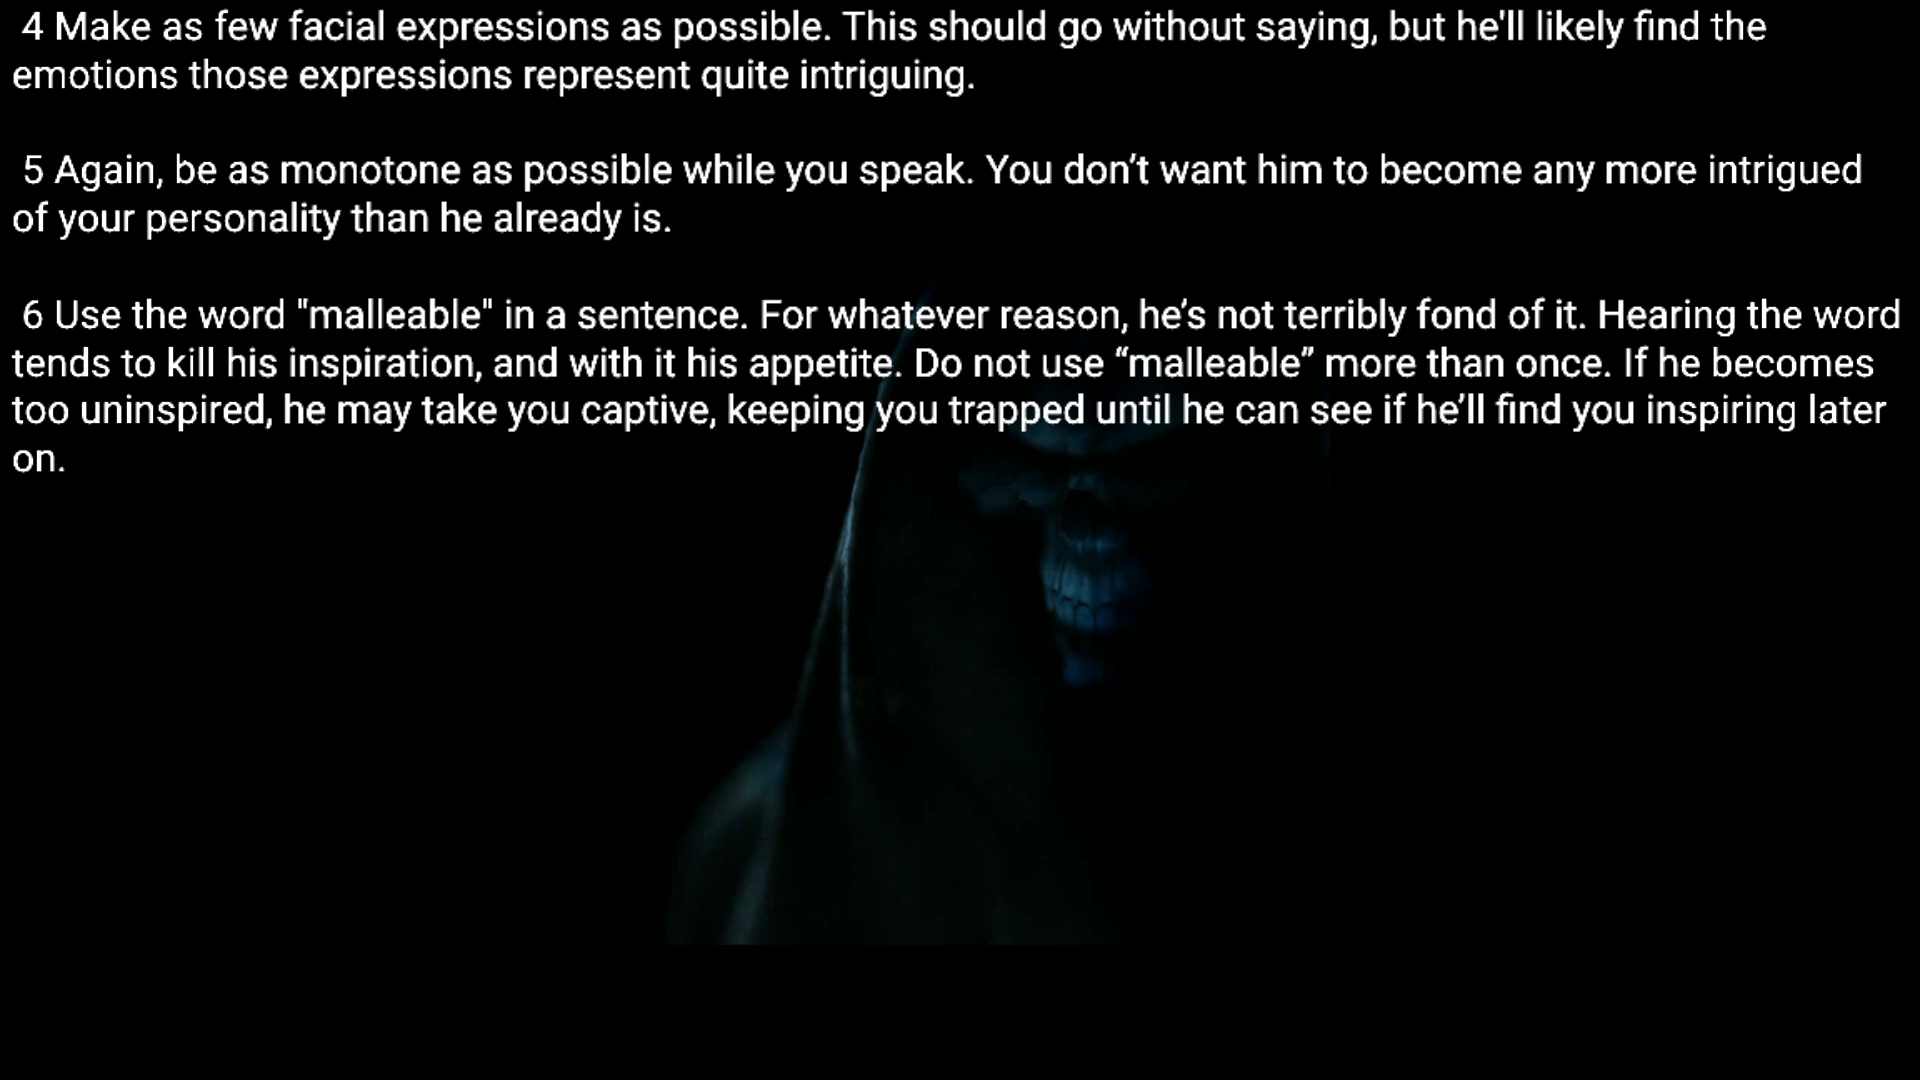 4 Make as few facial expressions as possible. This should go without saying, but he'll likely find the
emotions those expressions represent quite intriguing.
5 Again, be as monotone as possible while you speak. You don’t want him to become any more intrigued
of your personality than he already is.
6 Use the word "malleable" in a sentence. For whatever reason, he’s not terribly fond of it. Hearing the word
tends to kill his inspiration, and with it his appetite. Do not use “malleable” more than once. If he becomes
too uninspired, he may take you captive, keeping you trapped until he can see if he’ll find you inspiring later
on.